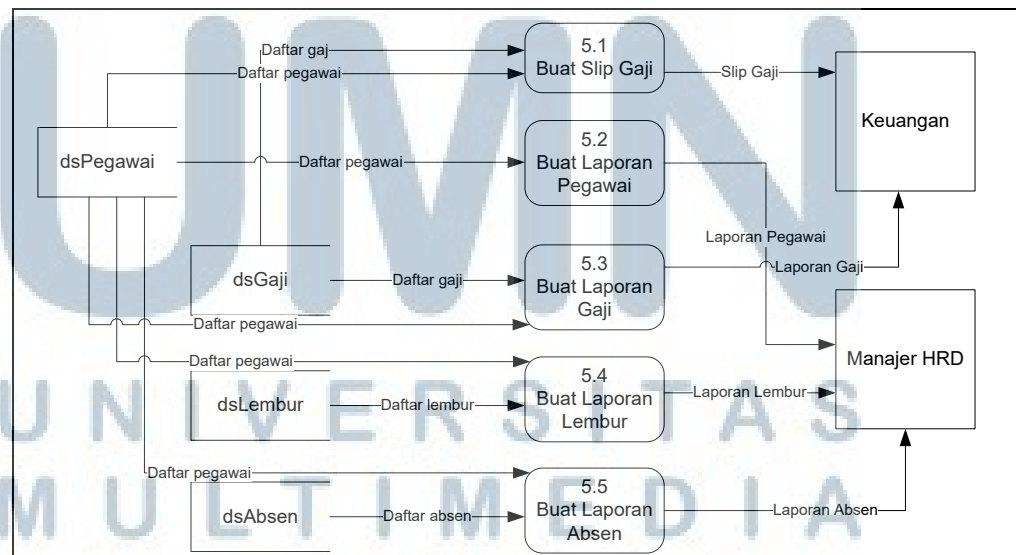 Daftar gaj
5.1
Buat Slip Gaji
Slip Gaji
Daftar pegawai
Keuangan
dsPegawai
Daftar pegawai
5.2
Buat Laporan
Pegawai
Laporan Pegawai
dsGaji
Daftar gaji
5.3
Buat Laporan
Gaji
Laporan Gaji
Daftar pegawai
Manajer HRD
Daftar pegawai
dsLembur
Daftar lembur
5.4
Buat Laporan
Lembur
Laporan Lembur
Daftar pegawai
dsAbsen
Daftar absen
5.5
Buat Laporan
Absen
Laporan Absen
UMN
UNIVERSITAS
MULTIMEDIA